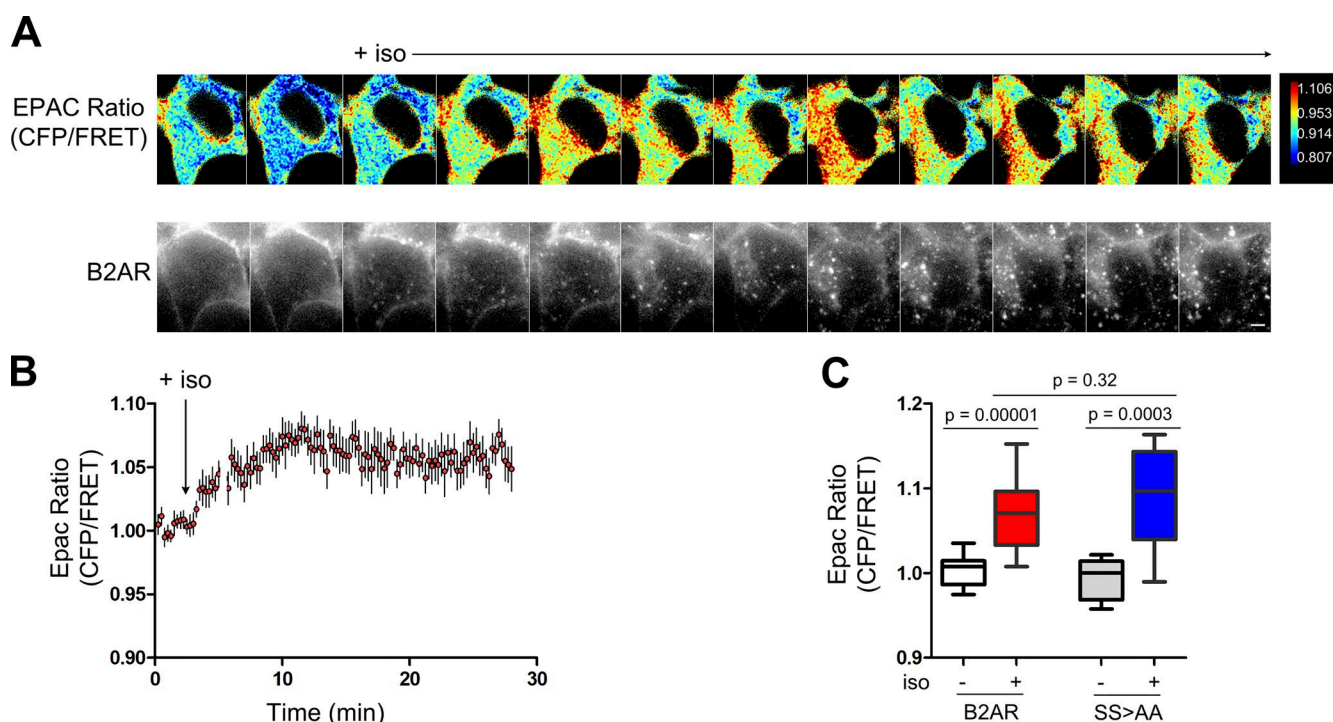 A
+ iso
EPAC Ratio
(CFP/FRET)
1.106
0.953
0.914
0.807
B2AR
B
+ iso
1.10
1.05
1.00
0.95
0.90
Epac Ratio
(CFP/FRET)
0
10
20
30
Time (min)
C
p = 0.32
p = 0.00001
p = 0.0003
1.2
1.1
1.0
0.9
Epac Ratio
(CFP/FRET)
iso - + - +
B2AR SS>AA